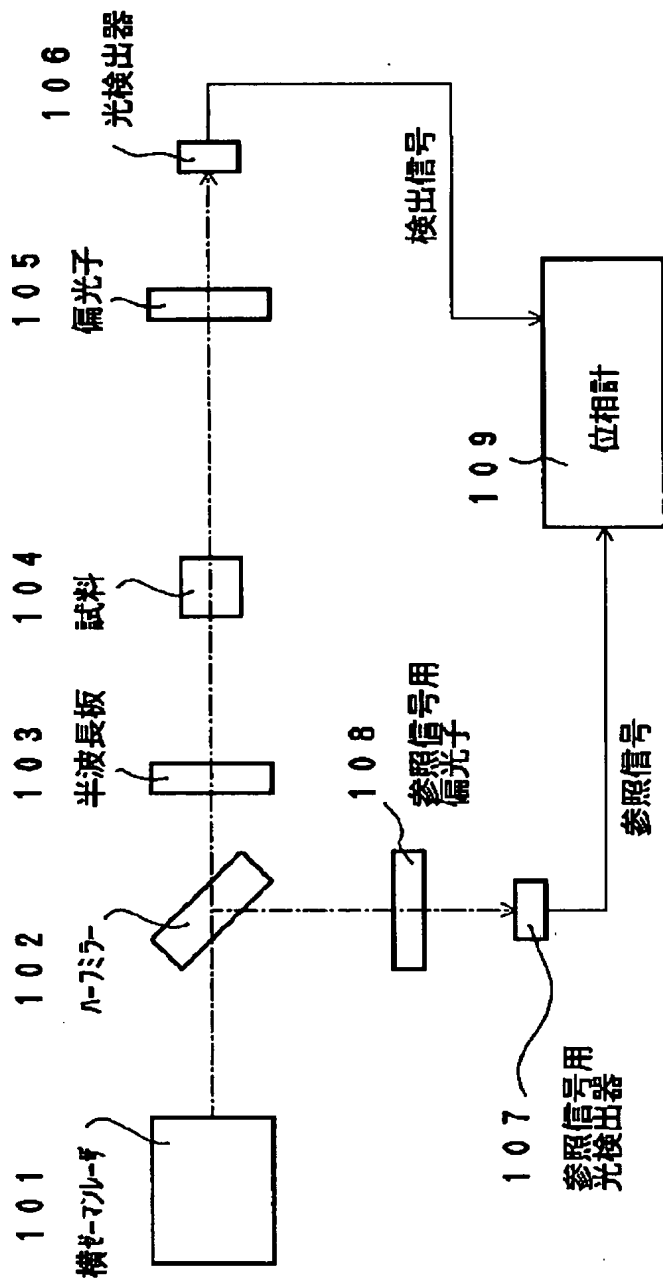 101
横ゼーマンレーザ
102
ハーフミラー
103
半波長板
104
試料
105
偏光子
106
光検出器
検出信号
108
参照信号用
偏光子
109
位相計
107
参照信号用
光検出器
参照信号